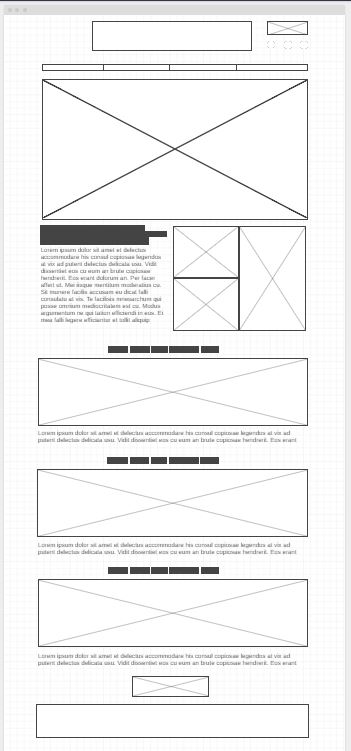 Lorem ipsum dolor sit amet et delectus
accommodare his consul copiosae legendos
at vix ad putent delectus delicata usu. Vidit
dissentiet eos cu eum an brute copiosae
hendrerit. Eos erant dolorum an. Per facer
affert ut. Mei iisque mentitum moderatius cu.
Sit munere facilis accusam eu dicat falli
consulatu at vis. Te facilisis mnesarchum qui
posse omnium mediocritatem est cu. Modus
argumentum ne qui tation efficiendi in eos. Ei
mea falli legere efficiantur et tollit aliquip
Lorem ipsum dolor sit amet et delectus accommodare his consul copiosae legendos at vix ad
putent delectus delicata usu. Vidit dissentiet eos cu eum an brute copiosae hendrerit. Eos erant
Lorem ipsum dolor sit amet et delectus accommodare his consul copiosae legendos at vix ad
putent delectus delicata usu. Vidit dissentiet eos cu eum an brute copiosae hendrerit. Eos erant
Lorem ipsum dolor sit amet et delectus accommodare his consul copiosae legendos at vix ad
putent delectus delicata usu. Vidit dissentiet eos cu eum an brute copiosae hendrerit. Eos erant